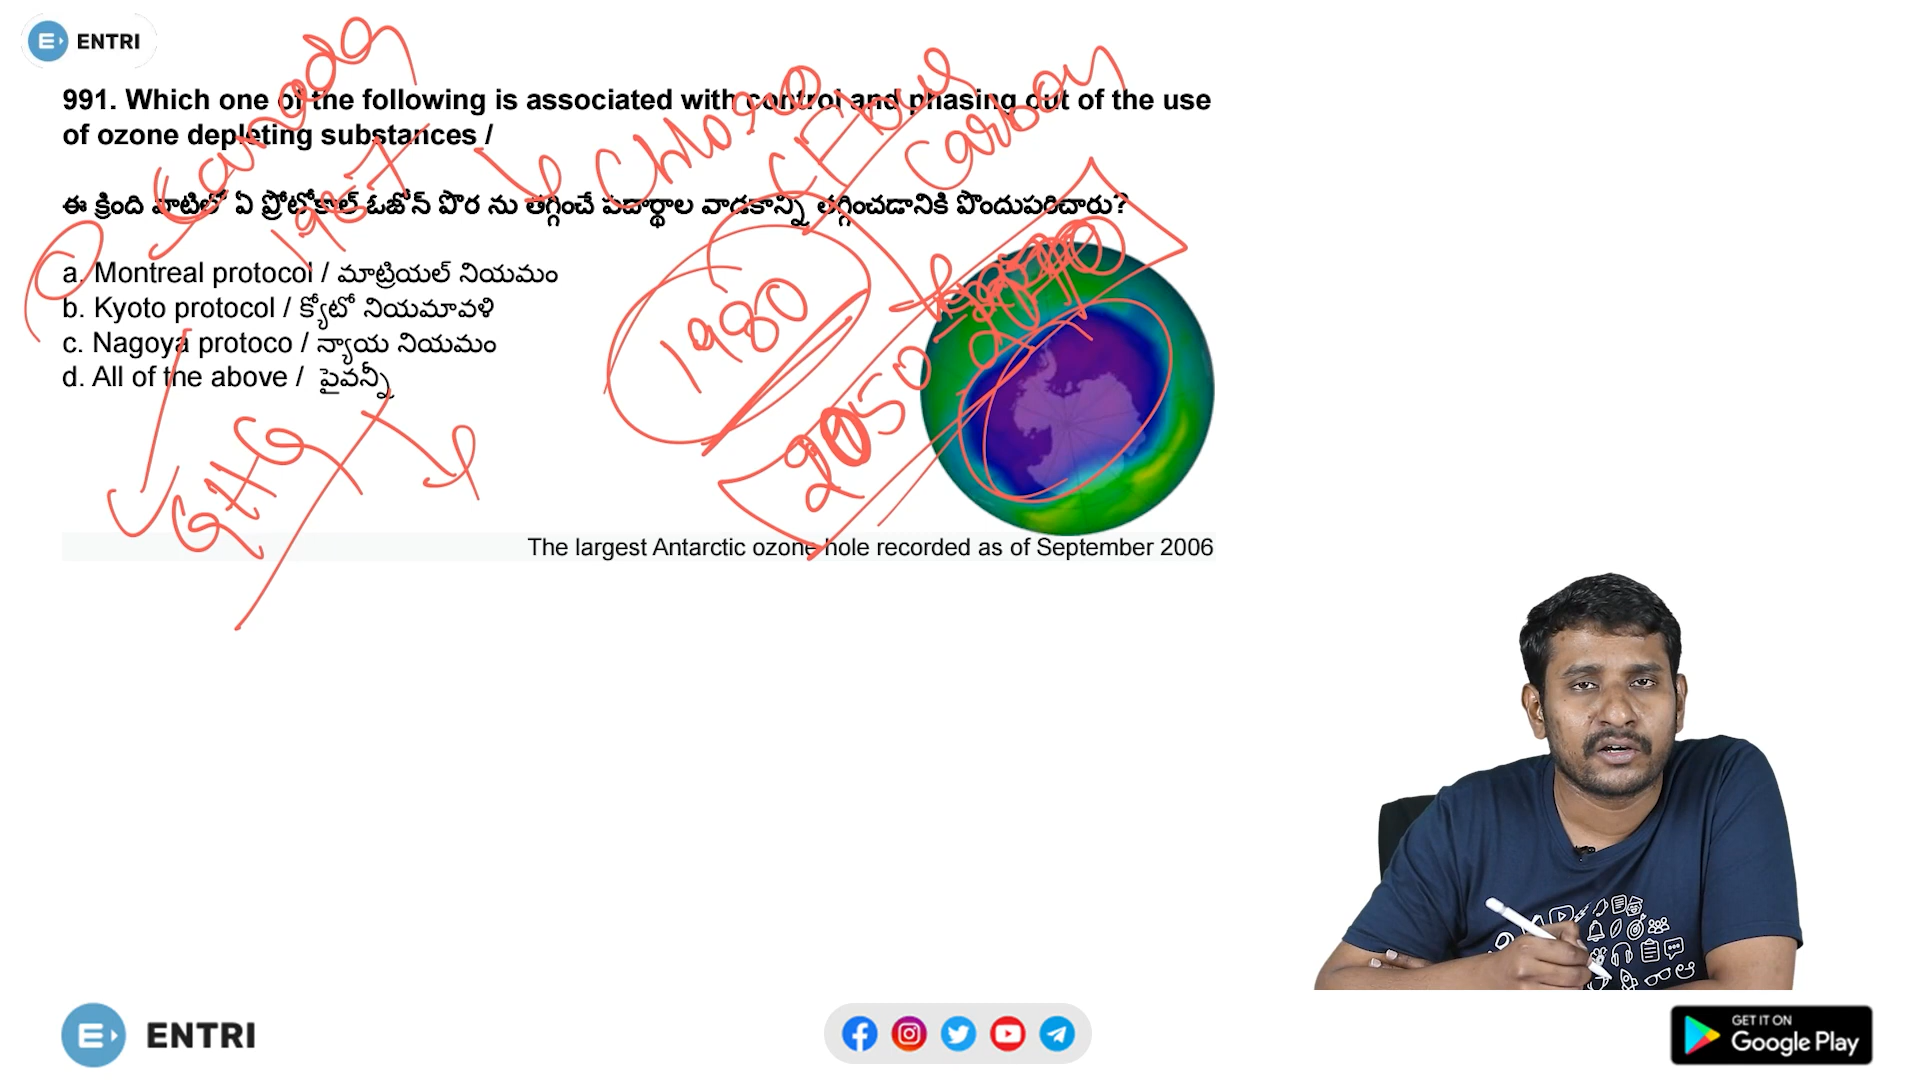 ENTRI
991. Which one of the following is associated with control and phasing out of the use
of ozone depleting substances /
ఈ క్రింది వాటిలో ఏ ప్రోటోకాల్ ఓజోన్ పొర ను తగ్గించే పదార్థాల వాడకాన్ని తగ్గించడానికి పొందుపరిచారు?
a. Montreal protocol / మాట్రియల్ నియమం
b. Kyoto protocol / క్యోటో నియమావళి
c. Nagoya protoco / న్యాయ నియమం
d. All of the above / పైవన్నీ
Canada
1987
Chloro
Carbon
1980
2050
GHG
The largest Antarctic ozone hole recorded as of September 2006
ENTRI
GET IT ON
Google Play